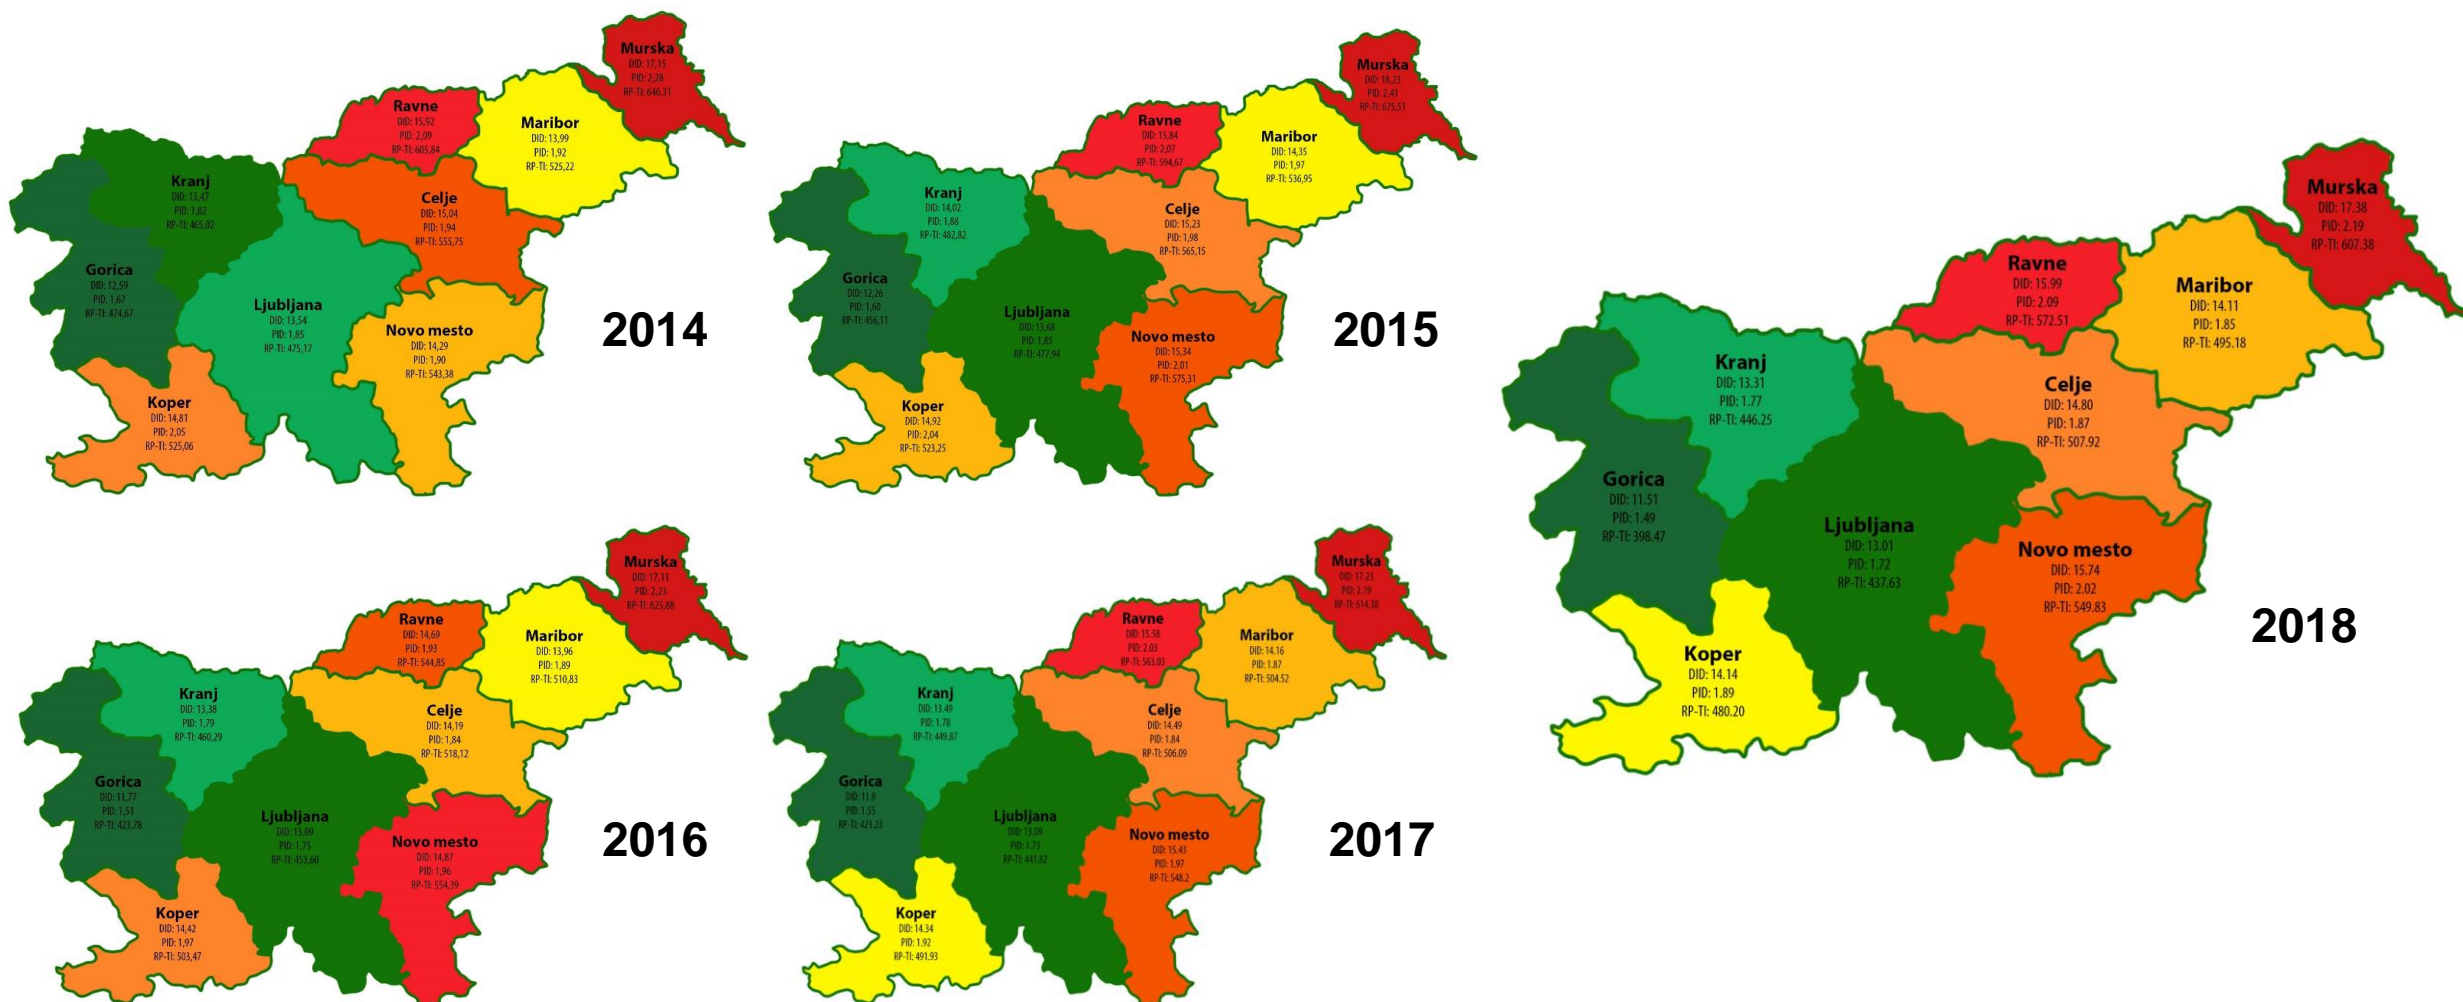 Murska
DID: 17,15
PID: 2,28
RP-TI: 646,31
Ravne
DID: 15,92
PID: 2,09
RP-TI: 605,84
Maribor
DID: 13,99
PID: 1,92
RP-TI: 525,22
Kranj
DID: 13,47
PID: 1,82
RP-TI: 465,02
Celje
DID: 15,04
PID: 1,94
RP-TI: 555,75
Gorica
DID: 12,59
PID: 1,67
RP-TI: 474,67
Ljubljana
DID: 13,54
PID: 1,85
RP-TI: 475,17
Novo mesto
DID: 14,29
PID: 1,90
RP-TI: 543,38
Koper
DID: 14,81
PID: 2,05
RP-TI: 525,06
2014
Murska
DID: 18,23
PID: 2,41
RP-TI: 675,51
Ravne
DID: 15,84
PID: 2,07
RP-TI: 594,67
Maribor
DID: 14,35
PID: 1,97
RP-TI: 536,95
Kranj
DID: 14,02
PID: 1,88
RP-TI: 482,82
Celje
DID: 15,23
PID: 1,98
RP-TI: 565,15
Gorica
DID: 12,26
PID: 1,60
RP-TI: 456,11
Ljubljana
DID: 13,68
PID: 1,85
RP-TI: 477,94
Novo mesto
DID: 15,34
PID: 2,01
RP-TI: 575,31
Koper
DID: 14,92
PID: 2,04
RP-TI: 523,25
2015
Murska
DID: 17,11
PID: 2,23
RP-TI: 625,88
Ravne
DID: 14,69
PID: 1,93
RP-TI: 544,85
Maribor
DID: 13,96
PID: 1,89
RP-TI: 510,83
Kranj
DID: 13,38
PID: 1,79
RP-TI: 460,29
Celje
DID: 14,19
PID: 1,84
RP-TI: 518,12
Gorica
DID: 11,77
PID: 1,51
RP-TI: 423,78
Ljubljana
DID: 13,09
PID: 1,75
RP-TI: 453,60
Novo mesto
DID: 14,87
PID: 1,96
RP-TI: 554,39
Koper
DID: 14,42
PID: 1,97
RP-TI: 503,47
2016
Murska
DID: 17.23
PID: 2.19
RP-TI: 614.38
Ravne
DID: 15.58
PID: 2.03
RP-TI: 563.03
Maribor
DID: 14.16
PID: 1.87
RP-TI: 504.52
Kranj
DID: 13.49
PID: 1.78
RP-TI: 449.87
Celje
DID: 14.49
PID: 1.84
RP-TI: 506.09
Gorica
DID: 11.9
PID: 1.55
RP-TI: 421.23
Ljubljana
DID: 13.09
PID: 1.73
RP-TI: 441.82
Novo mesto
DID: 15.43
PID: 1.97
RP-TI: 548.2
Koper
DID: 14.34
PID: 1.92
RP-TI: 491.93
2017
Murska
DID: 17.38
PID: 2.19
RP-TI: 607.38
Ravne
DID: 15.99
PID: 2.09
RP-TI: 572.51
Maribor
DID: 14.11
PID: 1.85
RP-TI: 495.18
Kranj
DID: 13.31
PID: 1.77
RP-TI: 446.25
Celje
DID: 14.80
PID: 1.87
RP-TI: 507.92
Gorica
DID: 11.51
PID: 1.49
RP-TI: 398.47
Ljubljana
DID: 13.01
PID: 1.72
RP-TI: 437.63
Novo mesto
DID: 15.74
PID: 2.02
RP-TI: 549.83
Koper
DID: 14.14
PID: 1.89
RP-TI: 480.20
2018